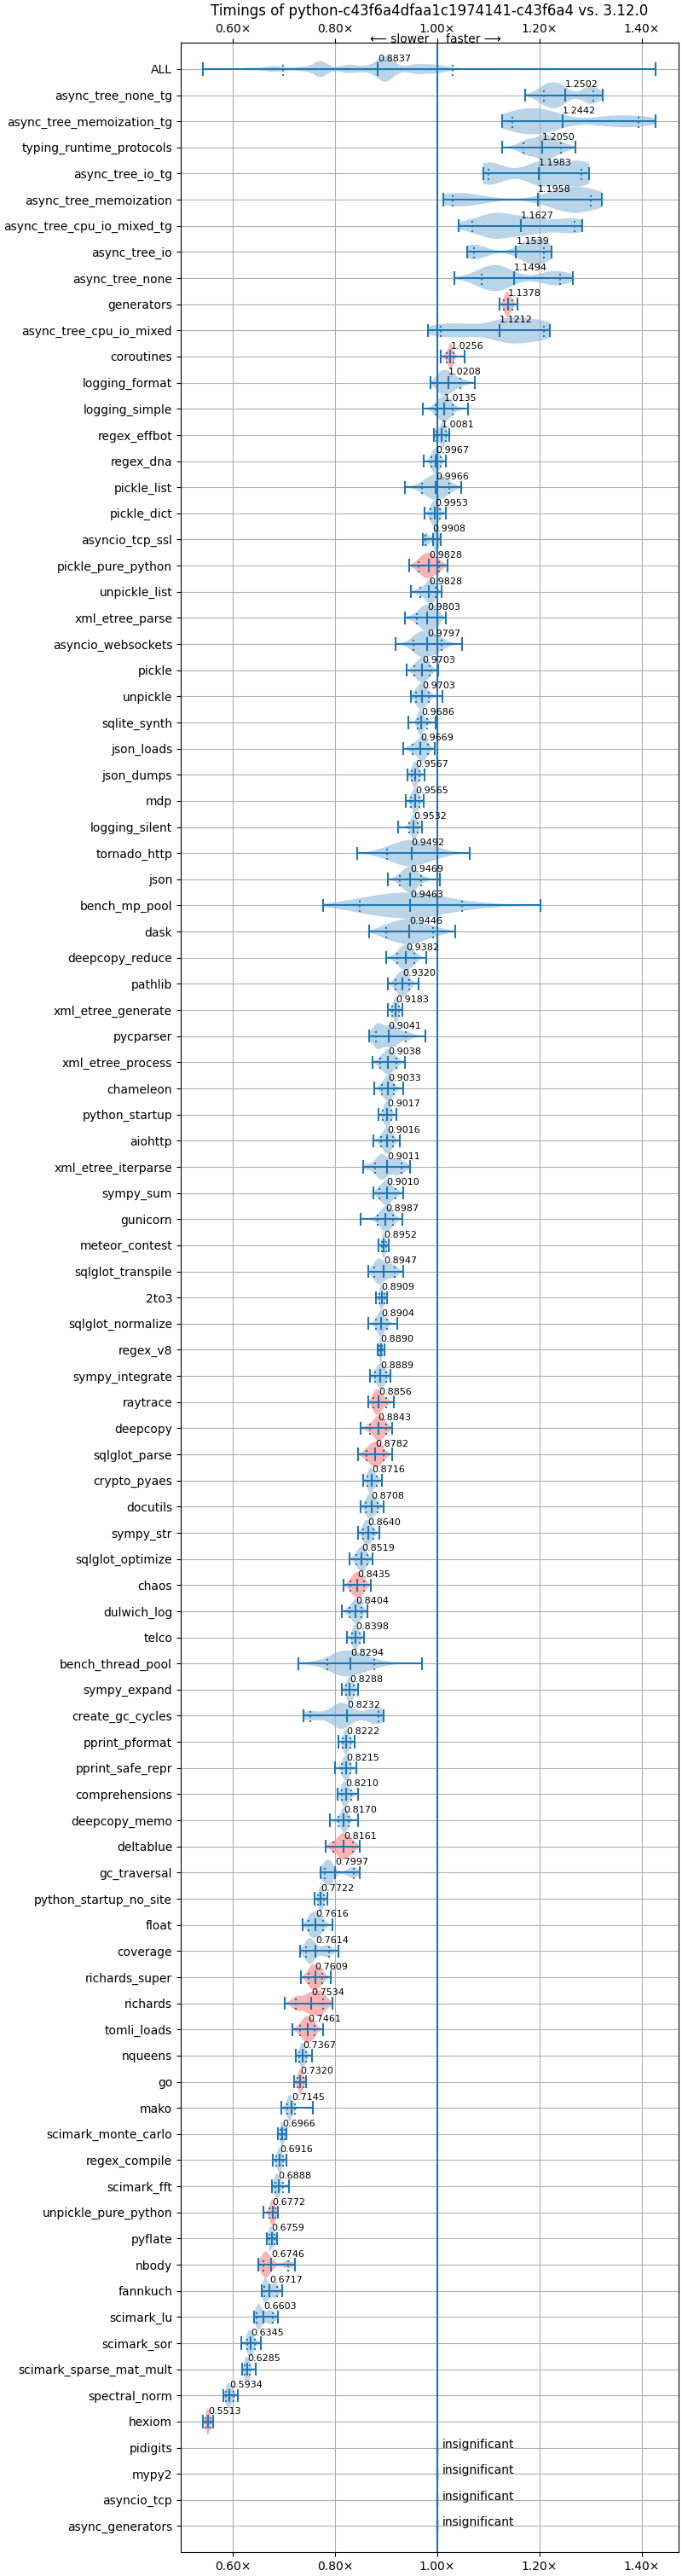 Timings of python-c43f6a4dfaa1c1974141-c43f6a4 vs. 3.12.0
0.60× 0.80× 1.00× 1.20× 1.40×
⟵ slower faster ⟶
ALL 0.8837
async_tree_none_tg 1.2502
async_tree_memoization_tg 1.2442
typing_runtime_protocols 1.2050
async_tree_io_tg 1.1983
async_tree_memoization 1.1958
async_tree_cpu_io_mixed_tg 1.1627
async_tree_io 1.1539
async_tree_none 1.1494
generators 1.1378
async_tree_cpu_io_mixed 1.1212
coroutines 1.0256
logging_format 1.0208
logging_simple 1.0135
regex_effbot 1.0081
regex_dna 0.9967
pickle_list 0.9966
pickle_dict 0.9953
asyncio_tcp_ssl 0.9908
pickle_pure_python 0.9828
unpickle_list 0.9828
xml_etree_parse 0.9803
asyncio_websockets 0.9797
pickle 0.9703
unpickle 0.9703
sqlite_synth 0.9686
json_loads 0.9669
json_dumps 0.9567
mdp 0.9565
logging_silent 0.9532
tornado_http 0.9492
json 0.9469
bench_mp_pool 0.9463
dask 0.9446
deepcopy_reduce 0.9382
pathlib 0.9320
xml_etree_generate 0.9183
pycparser 0.9041
xml_etree_process 0.9038
chameleon 0.9033
python_startup 0.9017
aiohttp 0.9016
xml_etree_iterparse 0.9011
sympy_sum 0.9010
gunicorn 0.8987
meteor_contest 0.8952
sqlglot_transpile 0.8947
2to3 0.8909
sqlglot_normalize 0.8904
regex_v8 0.8890
sympy_integrate 0.8889
raytrace 0.8856
deepcopy 0.8843
sqlglot_parse 0.8782
crypto_pyaes 0.8716
docutils 0.8708
sympy_str 0.8640
sqlglot_optimize 0.8519
chaos 0.8435
dulwich_log 0.8404
telco 0.8398
bench_thread_pool 0.8294
sympy_expand 0.8288
create_gc_cycles 0.8232
pprint_pformat 0.8222
pprint_safe_repr 0.8215
comprehensions 0.8210
deepcopy_memo 0.8170
deltablue 0.8161
gc_traversal 0.7997
python_startup_no_site 0.7722
float 0.7616
coverage 0.7614
richards_super 0.7609
richards 0.7534
tomli_loads 0.7461
nqueens 0.7367
go 0.7320
mako 0.7145
scimark_monte_carlo 0.6966
regex_compile 0.6916
scimark_fft 0.6888
unpickle_pure_python 0.6772
pyflate 0.6759
nbody 0.6746
fannkuch 0.6717
scimark_lu 0.6603
scimark_sor 0.6345
scimark_sparse_mat_mult 0.6285
spectral_norm 0.5934
hexiom 0.5513
pidigits insignificant
mypy2 insignificant
asyncio_tcp insignificant
async_generators insignificant
0.60× 0.80× 1.00× 1.20× 1.40×